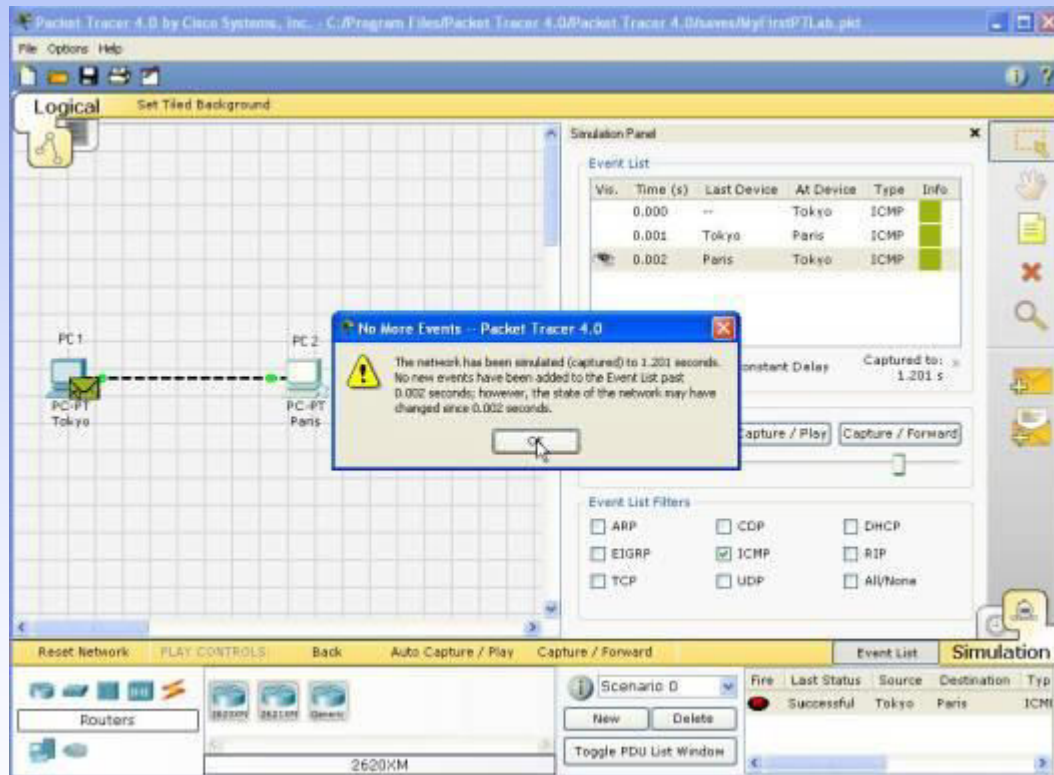 Packet Tracer 4.0 by Cisco Systems, Inc. - C:/Program Files/Packet Tracer 4.0/Packet Tracer 4.0/saves/MyFirstPTLab.pkt
File Options Help
Logical Set Tiled Background
Simulation Panel
Event List
Vis. Time (s) Last Device At Device Type Info
0.000 -- Tokyo ICMP
0.001 Tokyo Paris ICMP
0.002 Paris Tokyo ICMP
No More Events -- Packet Tracer 4.0
The network has been simulated (captured) to 1.201 seconds.
No new events have been added to the Event List past
0.002 seconds; however, the state of the network may have
changed since 0.002 seconds.
OK
PC 1
PC-PT
Tokyo
PC 2
PC-PT
Paris
Constant Delay
Captured to:
1.201 s
Capture / Play Capture / Forward
Event List Filters
ARP CDP DHCP
EIGRP ICMP RIP
TCP UDP All/None
Reset Network PLAY CONTROLS Back Auto Capture / Play Capture / Forward Event List Simulation
Routers
2620XM 2621XM Generic
2620XM
Scenario 0
New Delete
Toggle PDU List Window
Fire Last Status Source Destination Typ
Successful Tokyo Paris ICMP